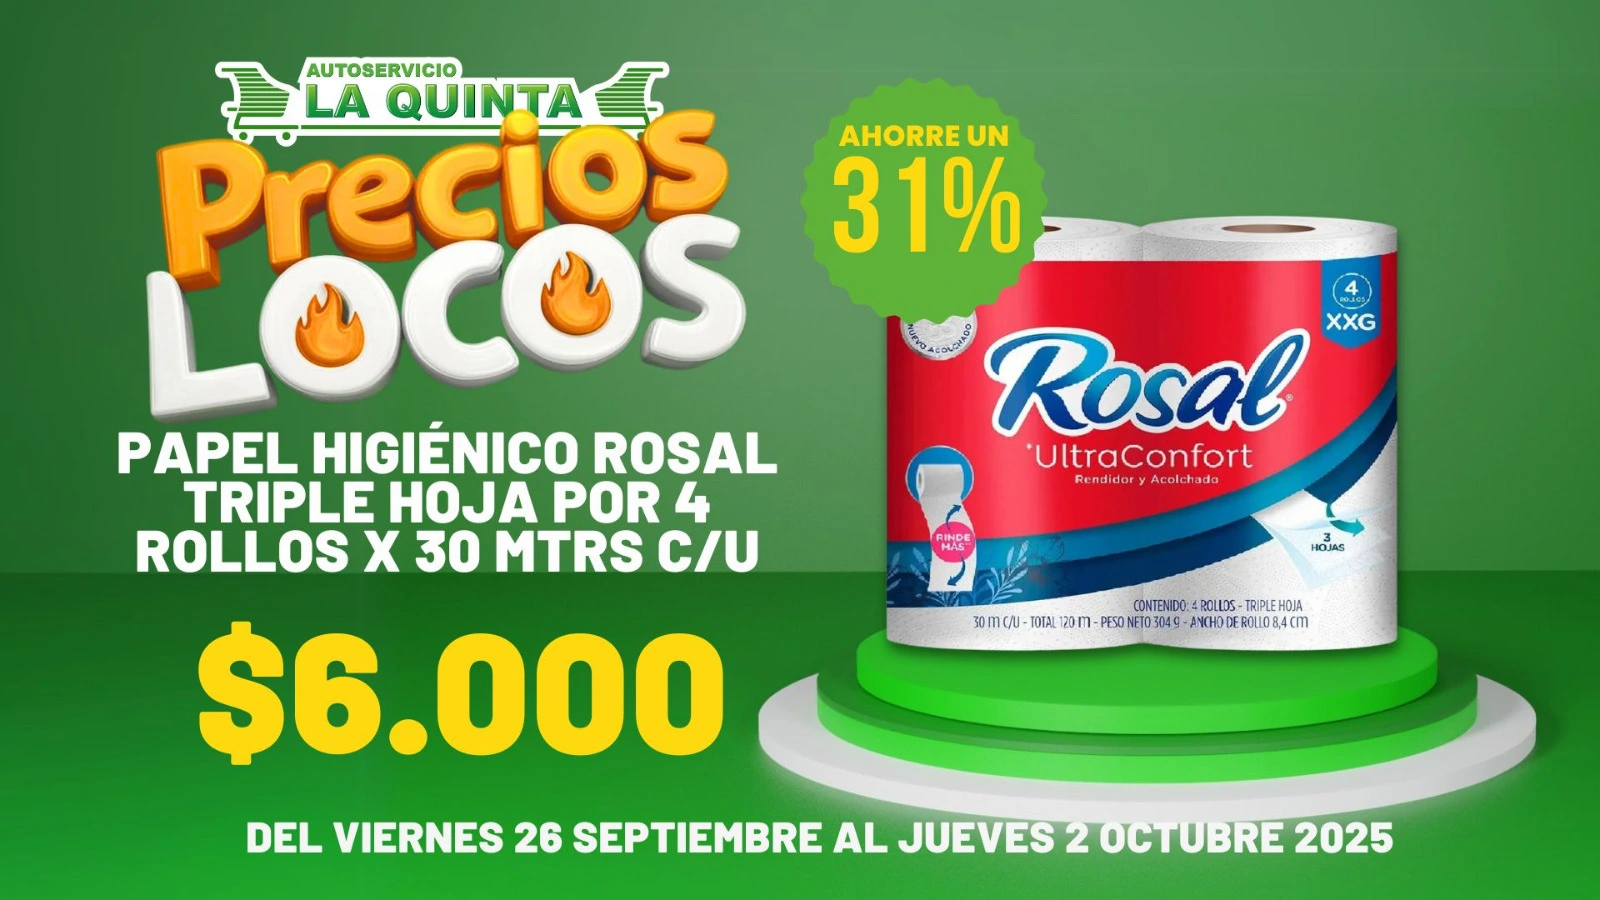 AUTOSERVICIO
LA QUINTA
Precios
LOCOS
PAPEL HIGIÉNICO ROSAL
TRIPLE HOJA POR 4
ROLLOS X 30 MTRS C/U
$6.000
AHORRE UN
31%
4
ROLLOS
XXG
NUEVO ACOLCHADO
Rosal®
*UltraConfort
Rendidor y Acolchado
RINDE
MÁS**
3
HOJAS
CONTENIDO: 4 ROLLOS - TRIPLE HOJA
30 m C/U - TOTAL 120 m - PESO NETO 304 g - ANCHO DE ROLLO 8,4 cm
DEL VIERNES 26 SEPTIEMBRE AL JUEVES 2 OCTUBRE 2025